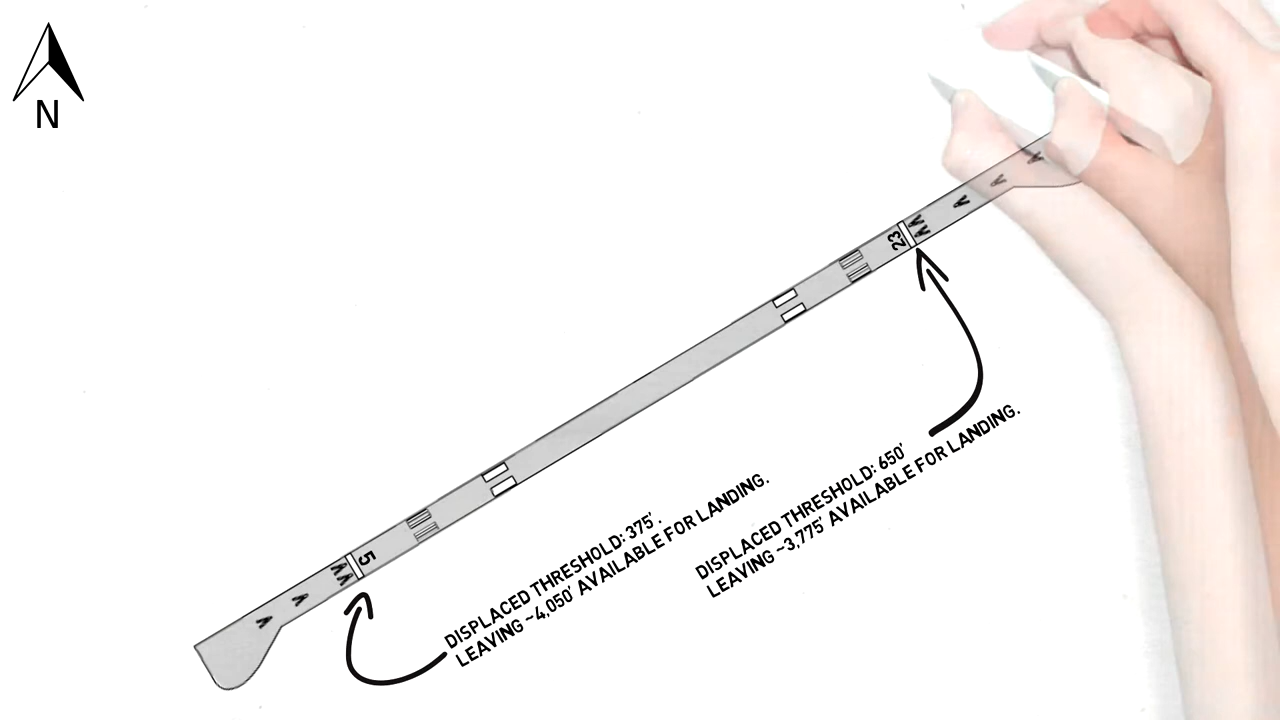 N
23
5
DISPLACED THRESHOLD: 650'
LEAVING ~3,775' AVAILABLE FOR LANDING.
DISPLACED THRESHOLD: 375'.
LEAVING ~4,050' AVAILABLE FOR LANDING.